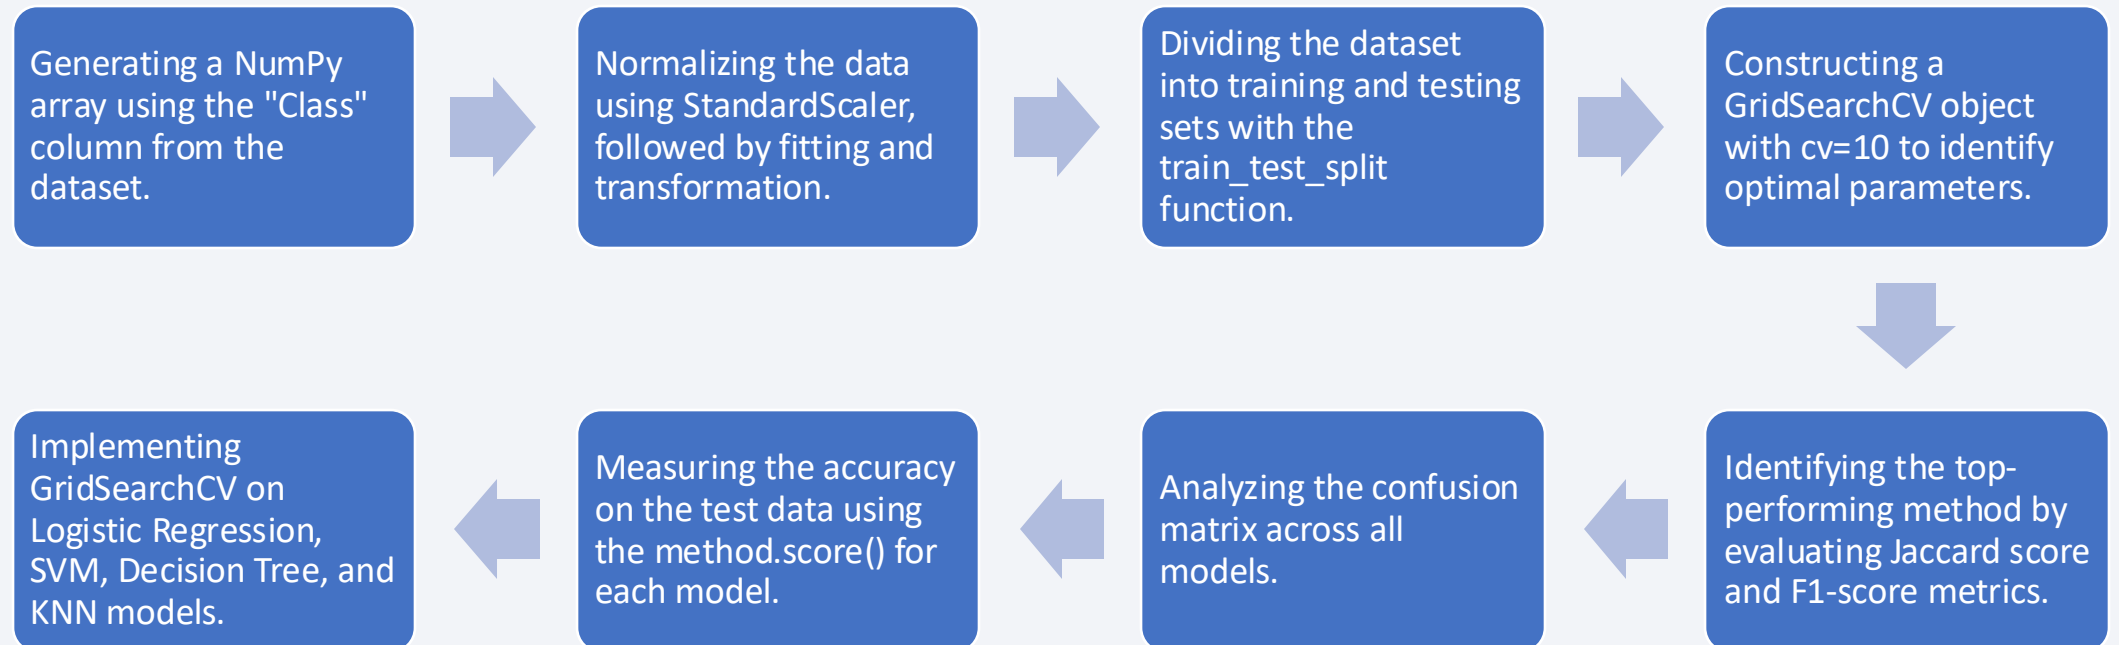 Generating a NumPy
array using the "Class"
column from the
dataset.
Normalizing the data
using StandardScaler,
followed by fitting and
transformation.
Dividing the dataset
into training and testing
sets with the
train_test_split
function.
Constructing a
GridSearchCV object
with cv=10 to identify
optimal parameters.
Identifying the top-
performing method by
evaluating Jaccard score
and F1-score metrics.
Analyzing the confusion
matrix across all
models.
Measuring the accuracy
on the test data using
the method.score() for
each model.
Implementing
GridSearchCV on
Logistic Regression,
SVM, Decision Tree, and
KNN models.